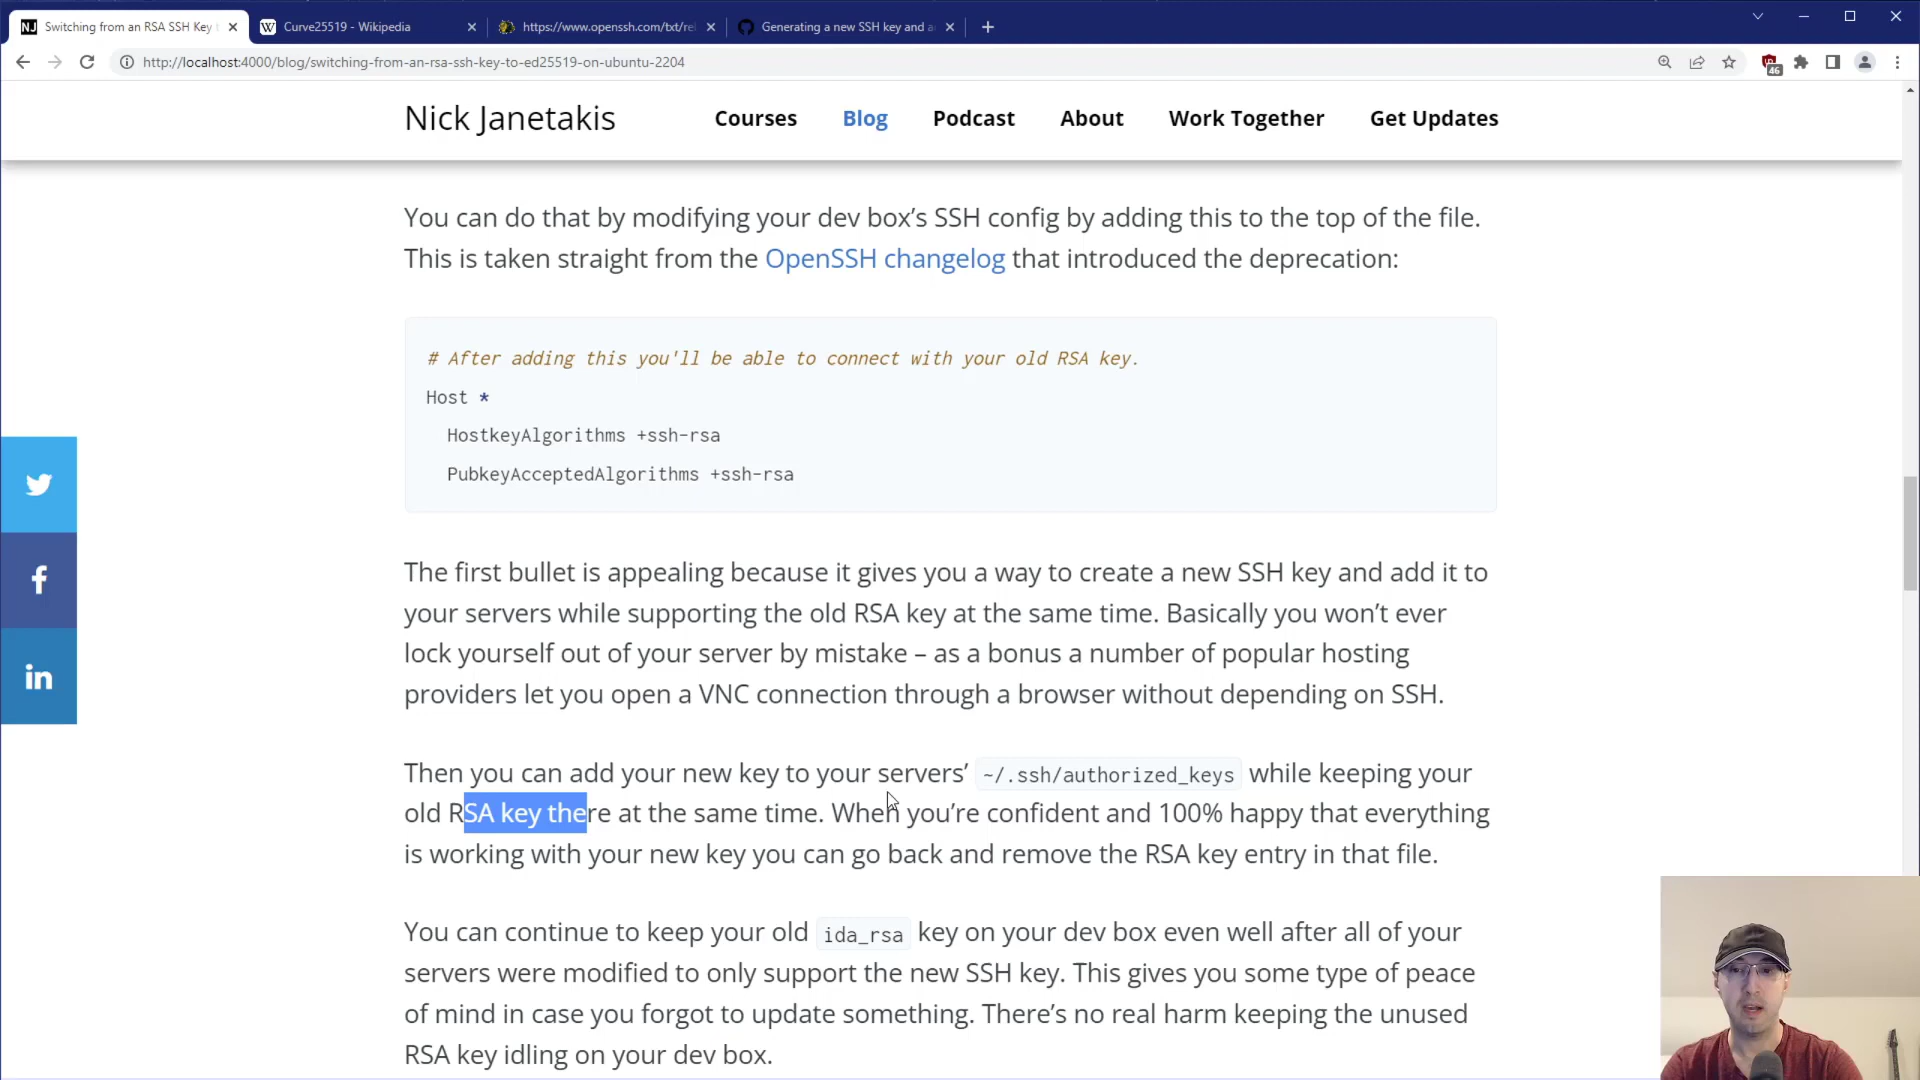 NJ Switching from an RSA SSH Key t
W Curve25519 - Wikipedia
https://www.openssh.com/txt/rel
Generating a new SSH key and a
http://localhost:4000/blog/switching-from-an-rsa-ssh-key-to-ed25519-on-ubuntu-2204
46
Nick Janetakis
Courses
Blog
Podcast
About
Work Together
Get Updates
You can do that by modifying your dev box’s SSH config by adding this to the top of the file.
This is taken straight from the OpenSSH changelog that introduced the deprecation:
# After adding this you'll be able to connect with your old RSA key.
Host *
HostkeyAlgorithms +ssh-rsa
PubkeyAcceptedAlgorithms +ssh-rsa
The first bullet is appealing because it gives you a way to create a new SSH key and add it to
your servers while supporting the old RSA key at the same time. Basically you won’t ever
lock yourself out of your server by mistake – as a bonus a number of popular hosting
providers let you open a VNC connection through a browser without depending on SSH.
Then you can add your new key to your servers’ ~/.ssh/authorized_keys while keeping your
old RSA key there at the same time. When you’re confident and 100% happy that everything
is working with your new key you can go back and remove the RSA key entry in that file.
You can continue to keep your old ida_rsa key on your dev box even well after all of your
servers were modified to only support the new SSH key. This gives you some type of peace
of mind in case you forgot to update something. There’s no real harm keeping the unused
RSA key idling on your dev box.
f
in